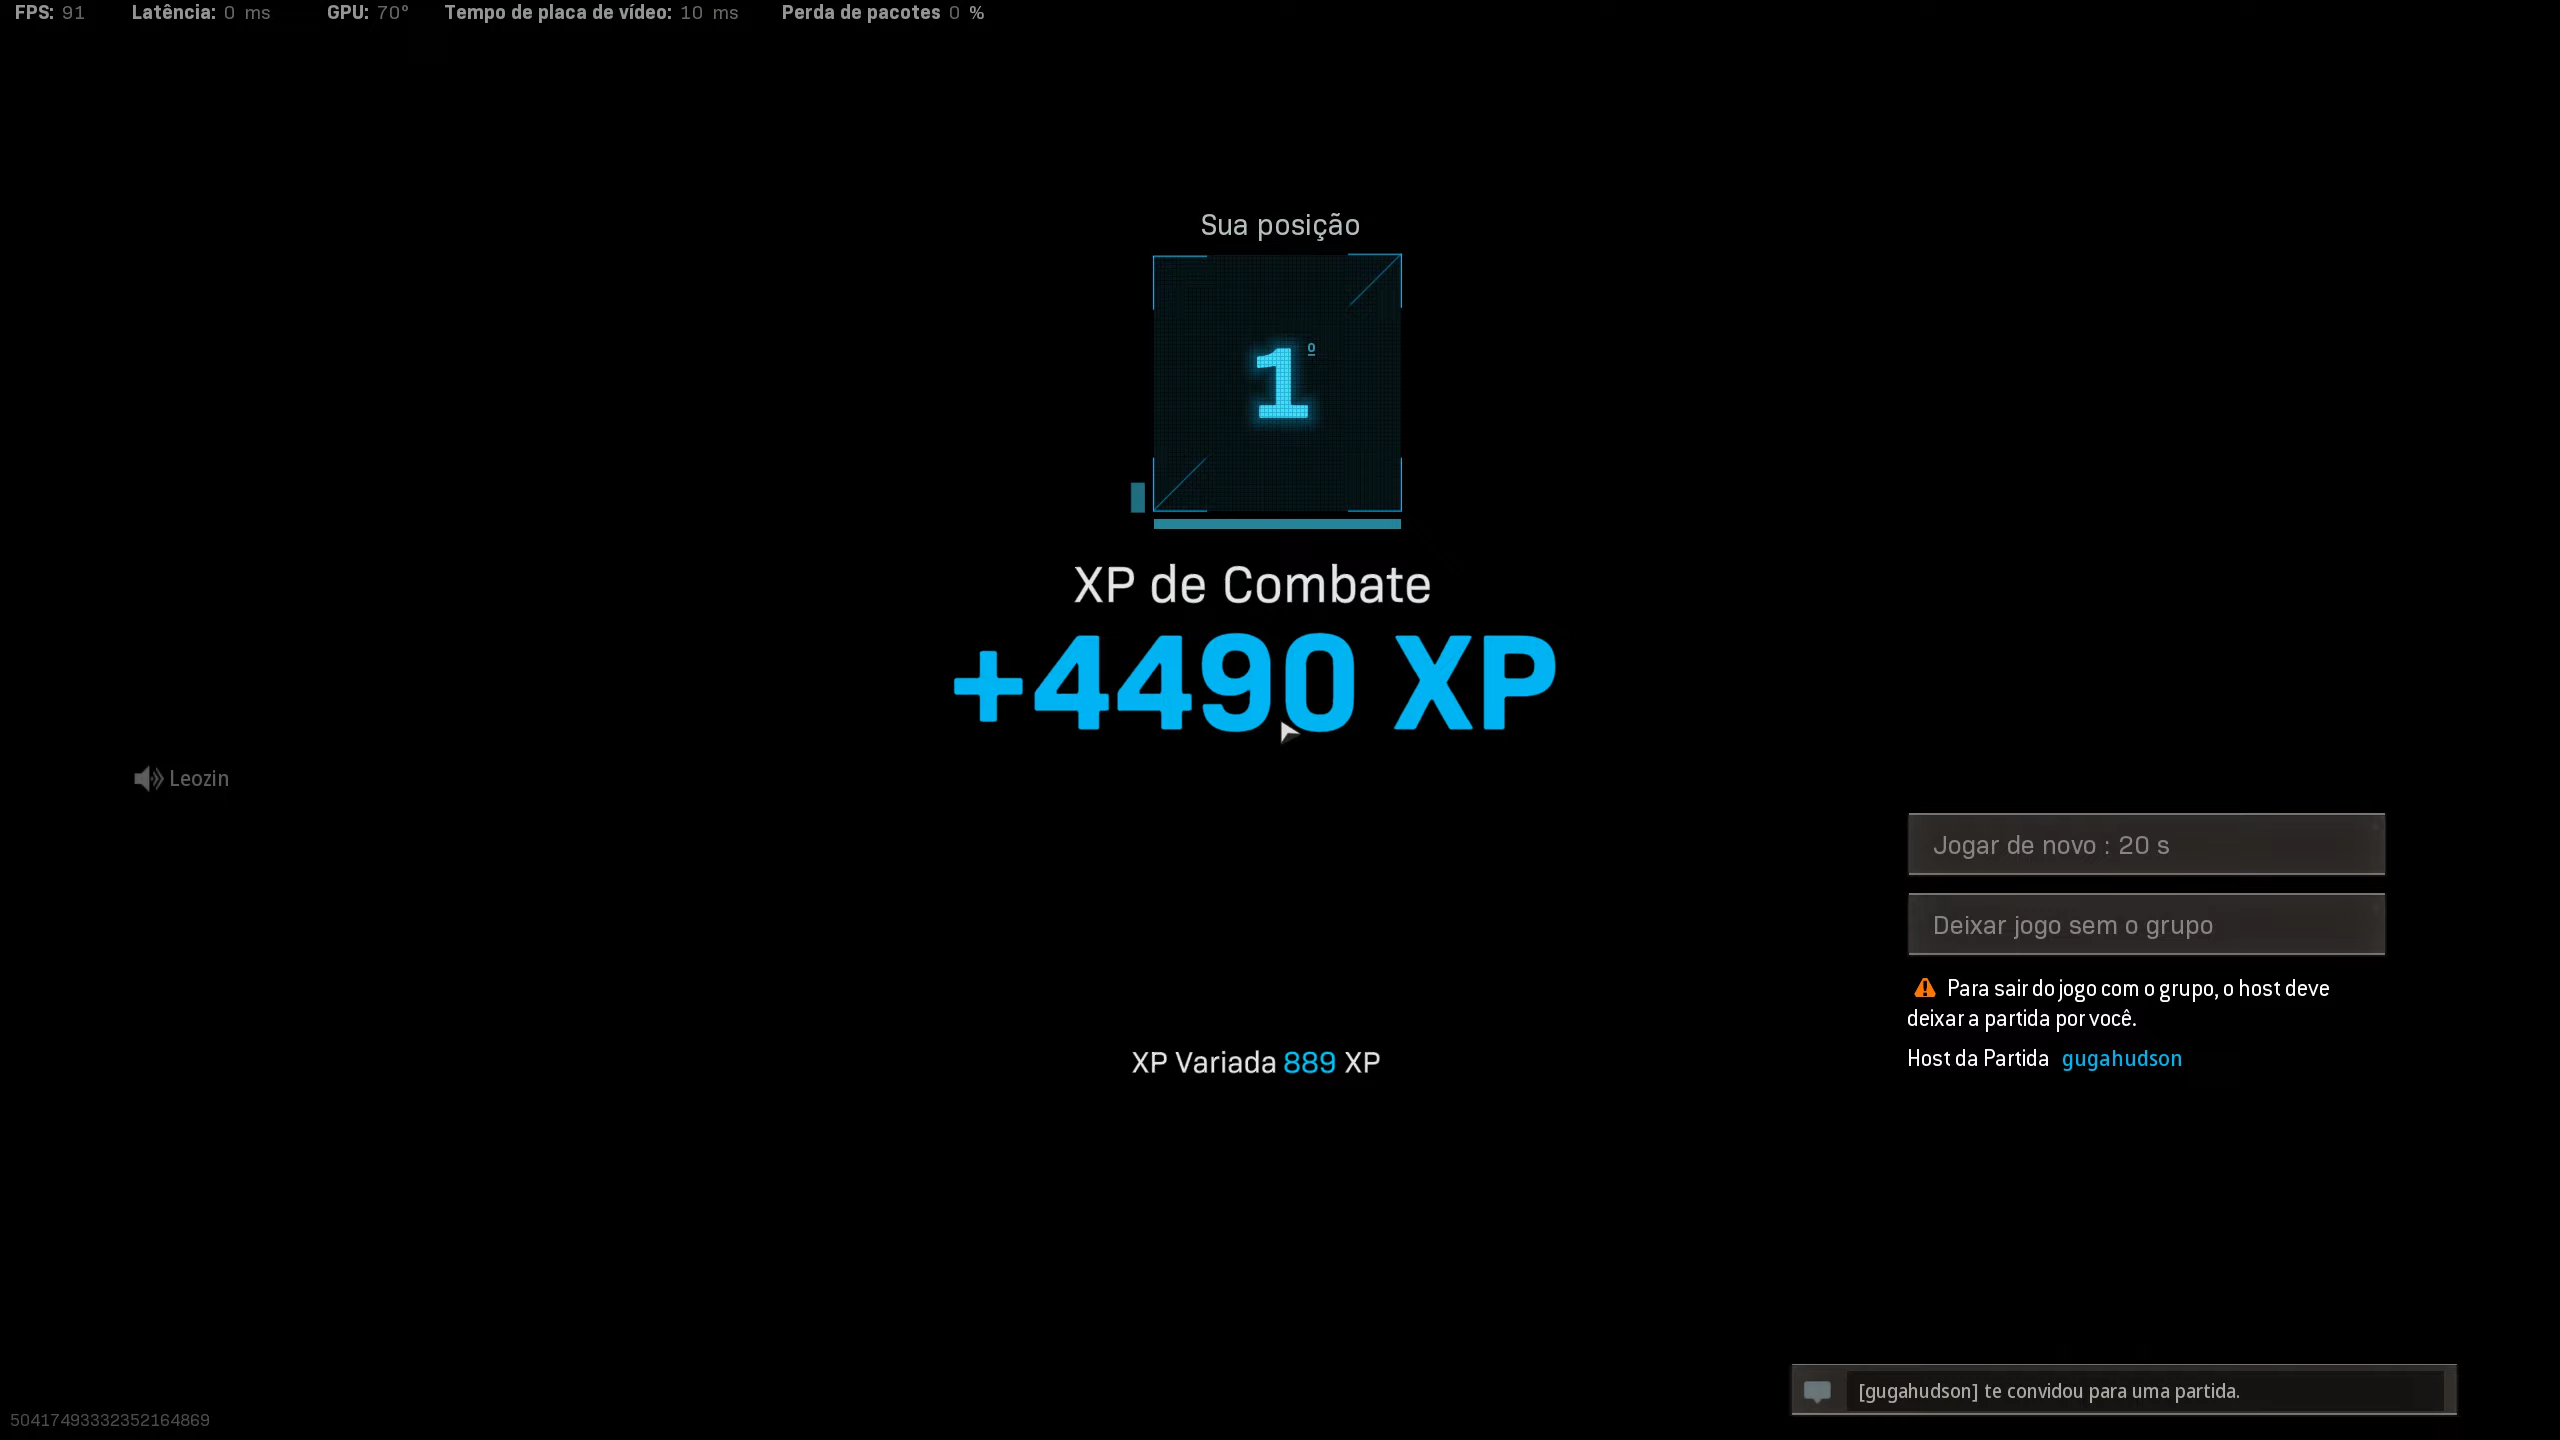 FPS: 91 Latência: 0 ms GPU: 70° Tempo de placa de vídeo: 10 ms Perda de pacotes 0 %
Sua posição
1º
XP de Combate
+4490 XP
Leozin
Jogar de novo : 20 s
Deixar jogo sem o grupo
Para sair do jogo com o grupo, o host deve
deixar a partida por você.
Host da Partida gugahudson
XP Variada 889 XP
[gugahudson] te convidou para uma partida.
50417493332352164869